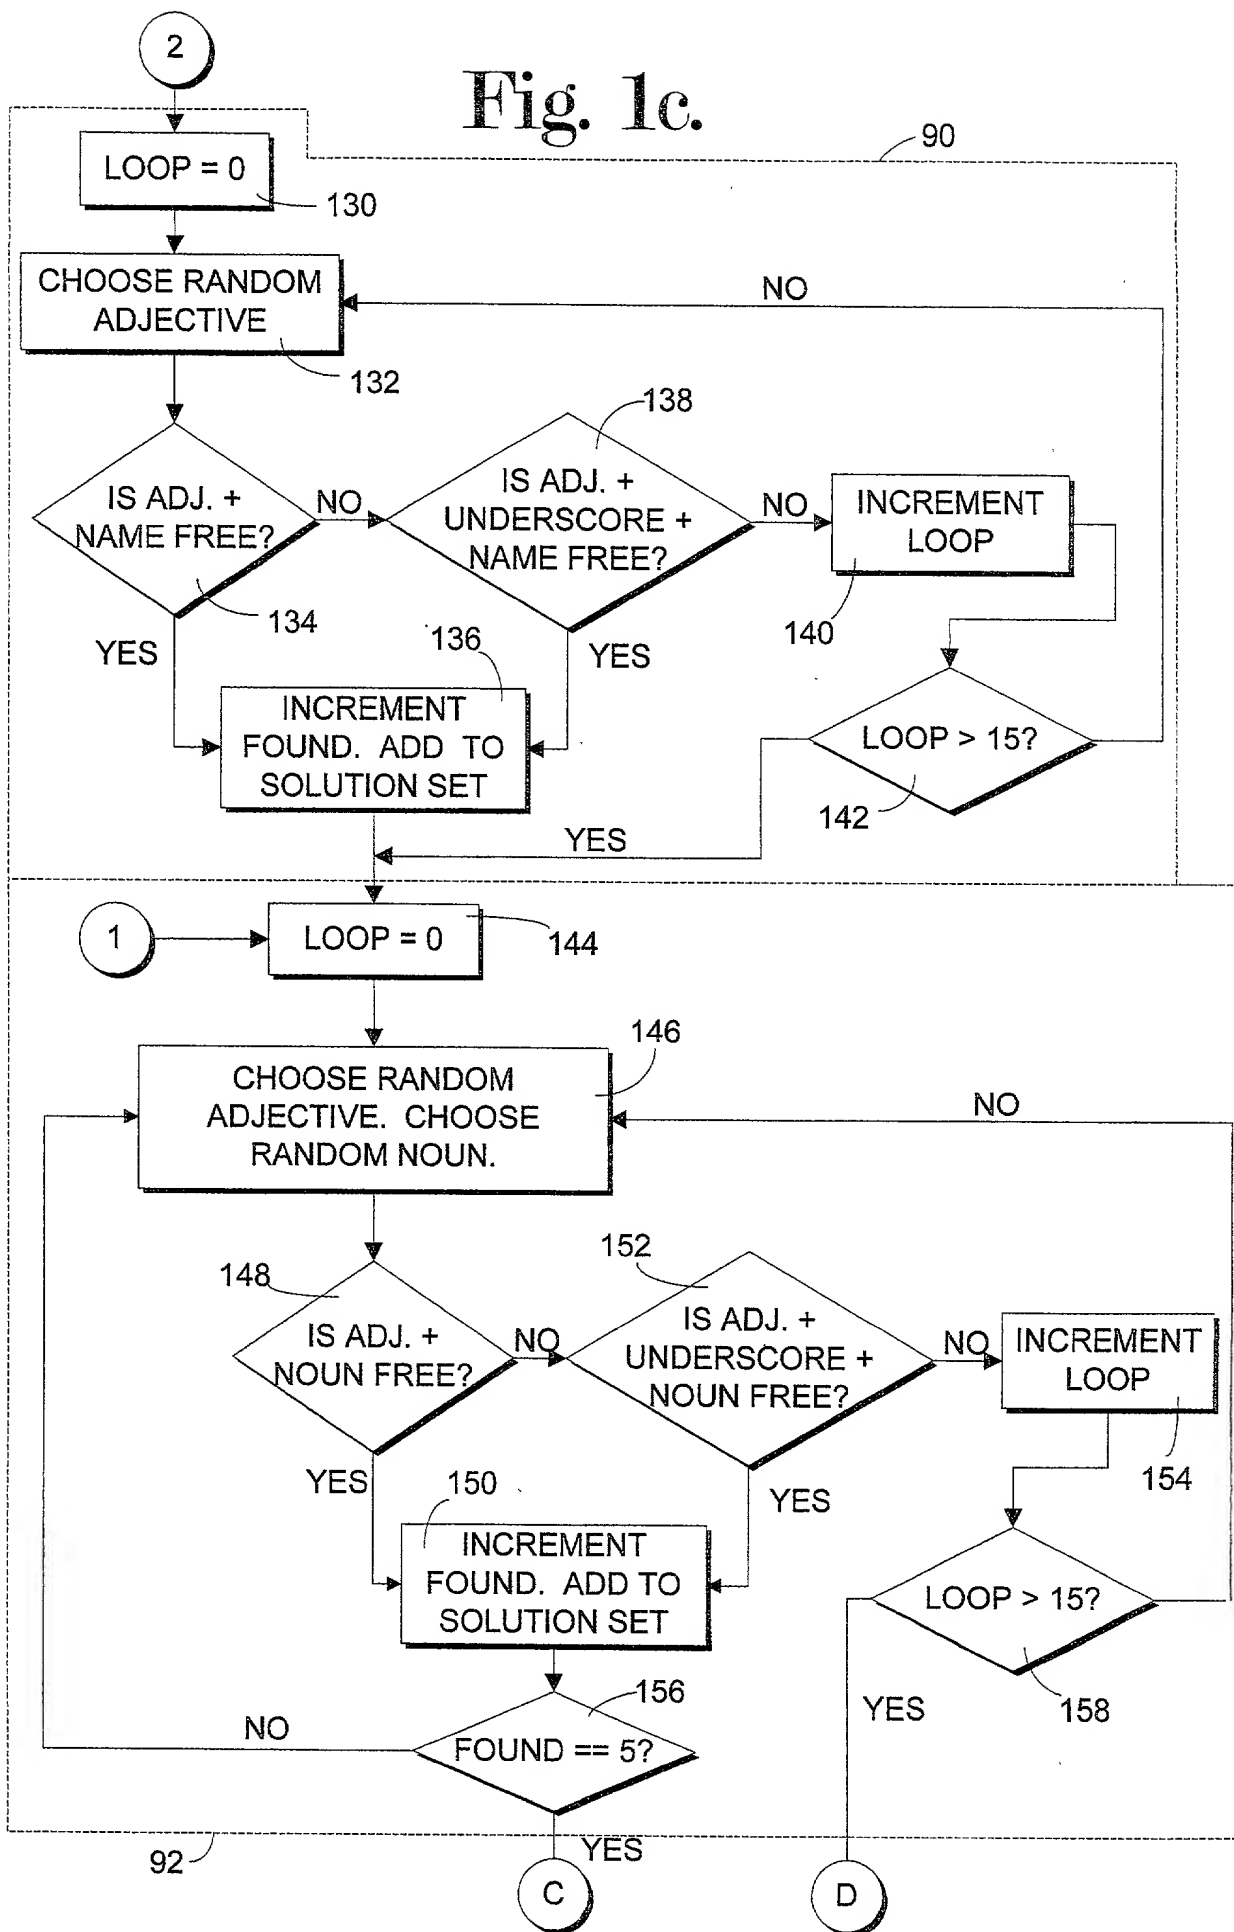 2
Fig. 1c.
90
LOOP = 0
130
CHOOSE RANDOM
ADJECTIVE
NO
132
138
IS ADJ. +
NAME FREE?
NO
IS ADJ. +
UNDERSCORE +
NAME FREE?
NO
INCREMENT
LOOP
134
140
YES
136
YES
INCREMENT
FOUND. ADD TO
SOLUTION SET
LOOP > 15?
142
YES
1
LOOP = 0
144
146
CHOOSE RANDOM
ADJECTIVE. CHOOSE
RANDOM NOUN.
NO
148
152
IS ADJ. +
NOUN FREE?
NO
IS ADJ. +
UNDERSCORE +
NOUN FREE?
NO
INCREMENT
LOOP
154
YES
150
YES
INCREMENT
FOUND. ADD TO
SOLUTION SET
LOOP > 15?
156
158
YES
NO
FOUND == 5?
92
YES
C
D